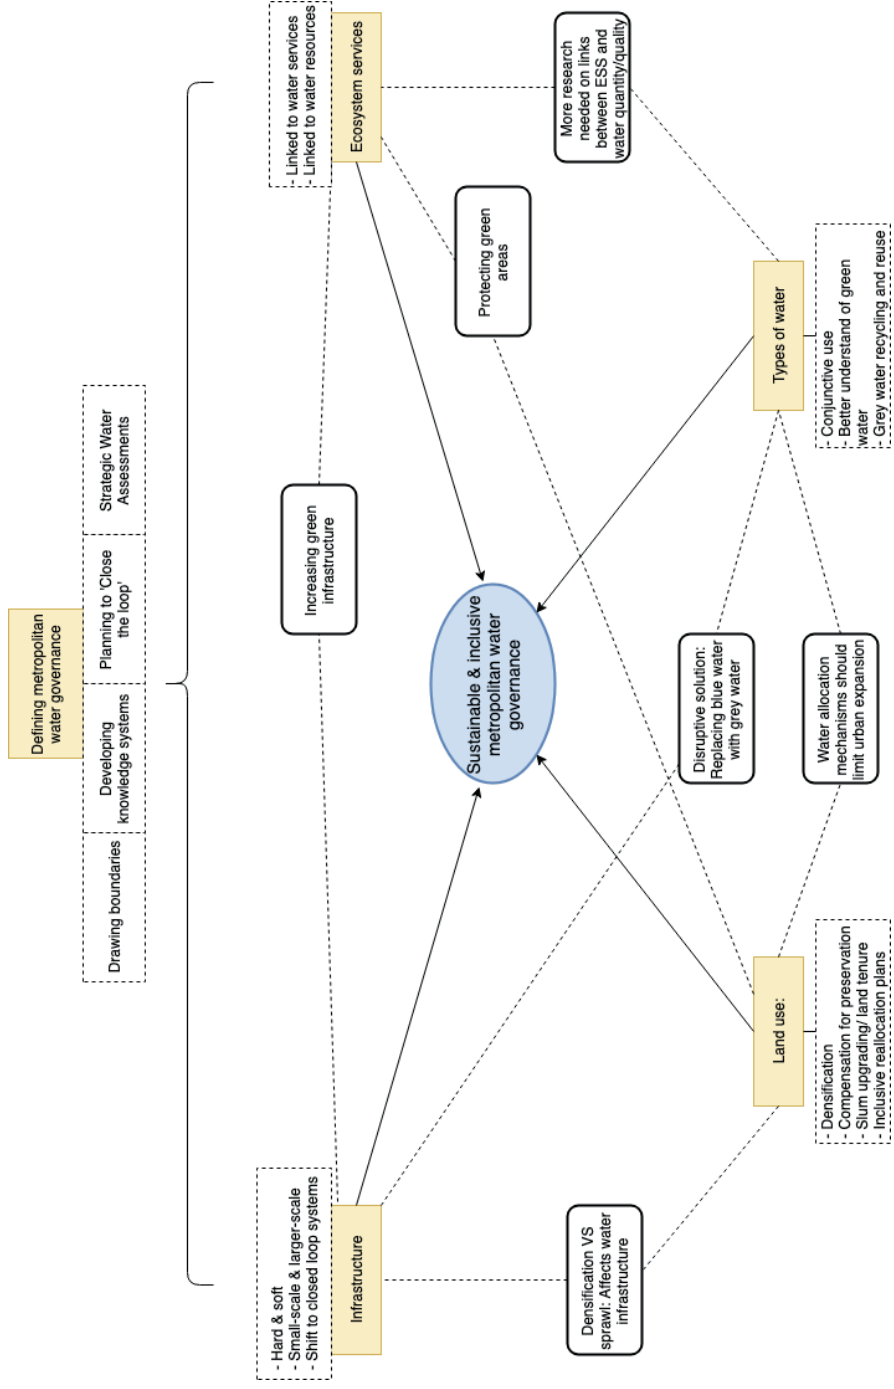 Defining metropolitan
water governance
Drawing boundaries
Developing
knowledge systems
Planning to 'Close
the loop'
Strategic Water
Assessments
- Hard & soft
- Small-scale & larger-scale
- Shift to closed loop systems
Infrastructure
Increasing green
infrastructure
- Linked to water services
- Linked to water resources
Ecosystem services
Sustainable & inclusive
metropolitan water
governance
Protecting green
areas
Densification VS
sprawl: Affects water
infrastructure
More research
needed on links
between ESS and
water quantity/quality
Disruptive solution:
Replacing blue water
with grey water
Land use:
- Densification
- Compensation for preservation
- Slum upgrading/ land tenure
- Inclusive reallocation plans
Water allocation
mechanisms should
limit urban expansion
Types of water
- Conjunctive use
- Better understand of green
water
- Grey water recycling and reuse